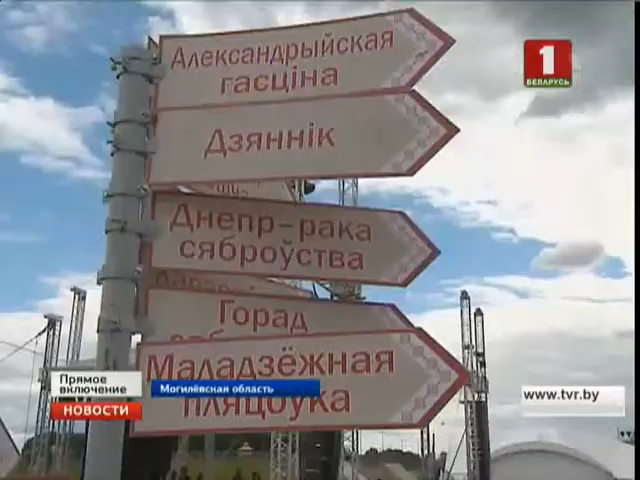 Александрыйская
гасціна
1
БЕЛАРУСЬ
Дзяннік
Днепр-рака
сяброўства
Горад
Маладзёжная
пляцоўка
Прямое
включение
НОВОСТИ
Могилёвская область
www.tvr.by